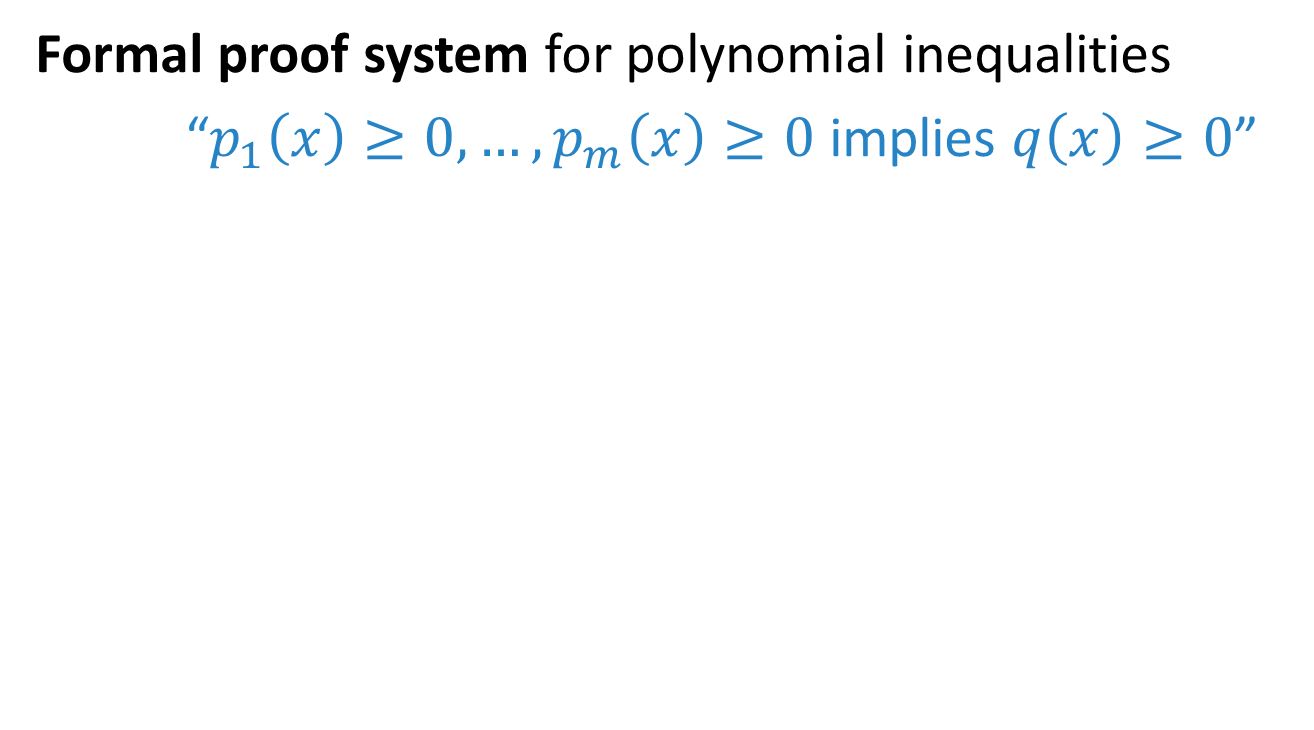 Formal proof system for polynomial inequalities
“𝑝₁(𝑥) ≥ 0, … , 𝑝ₘ(𝑥) ≥ 0 implies 𝑞(𝑥) ≥ 0”